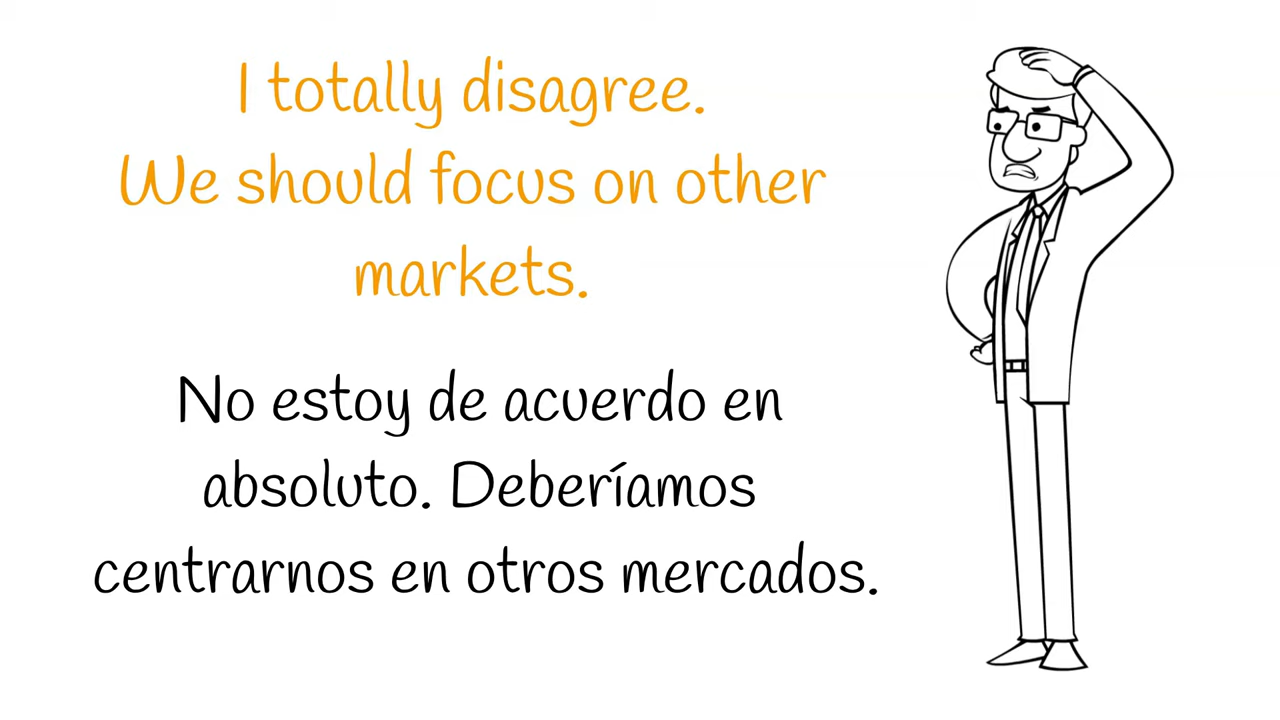 I totally disagree.
We should focus on other
markets.
No estoy de acuerdo en
absoluto. Deberíamos
centrarnos en otros mercados.